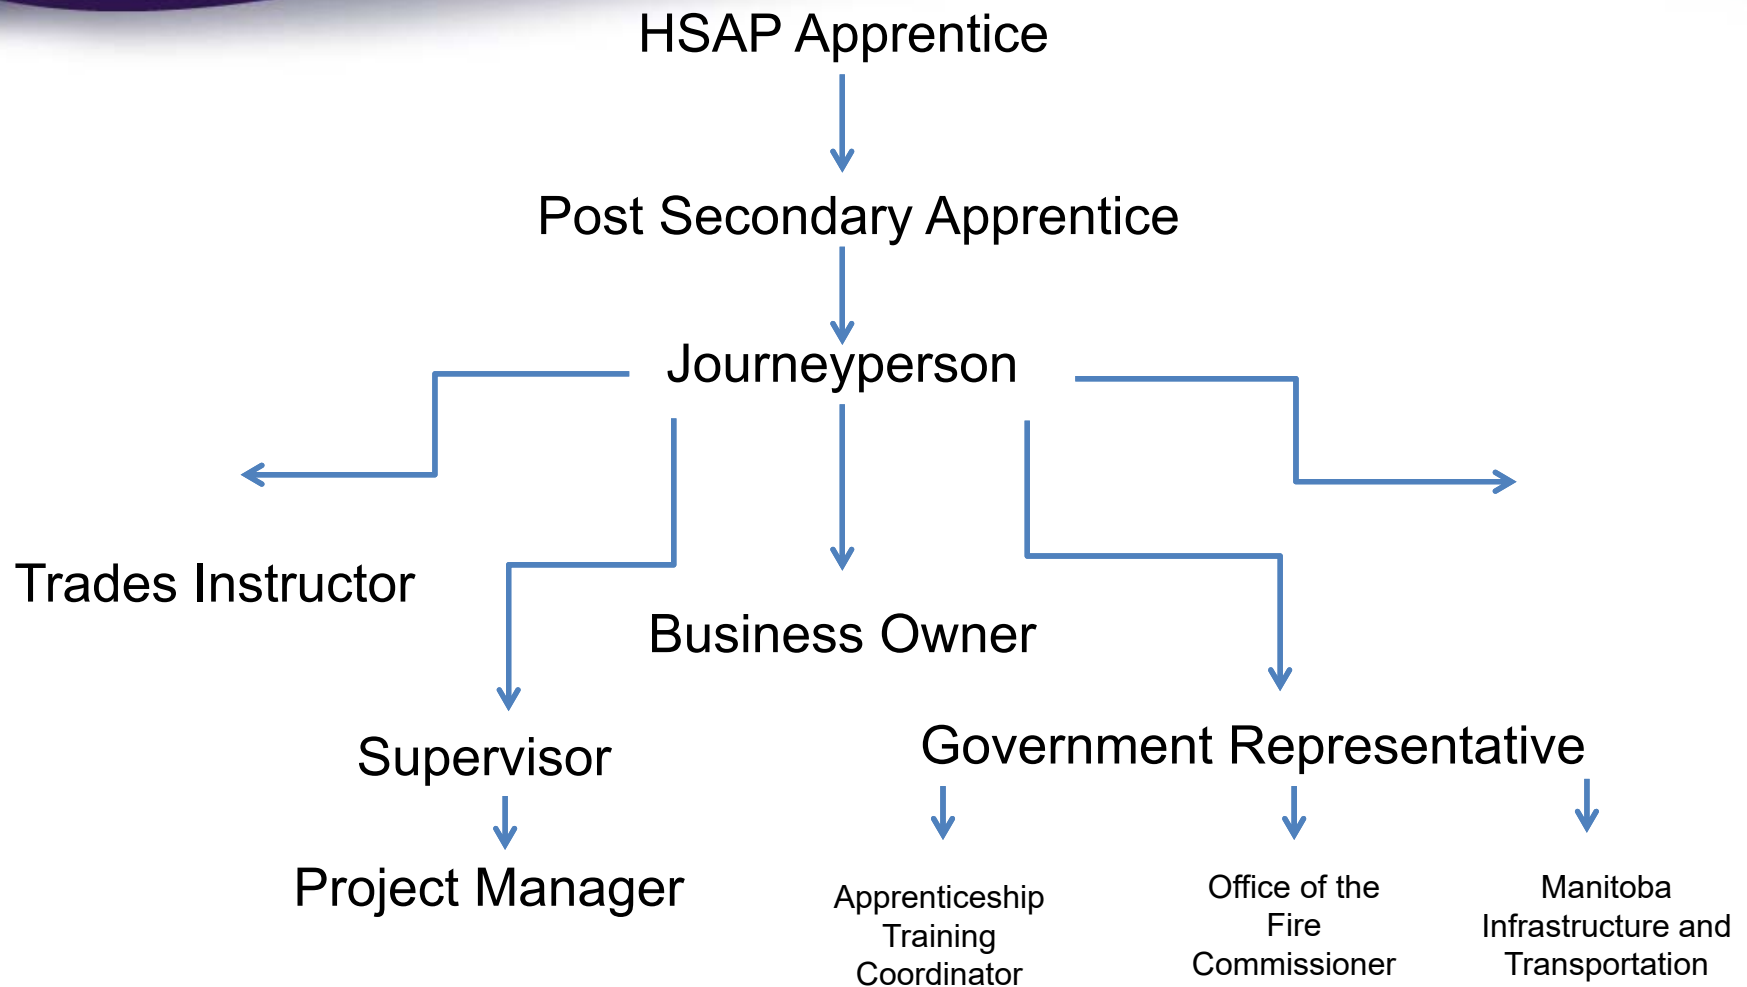 HSAP Apprentice
Post Secondary Apprentice
Journeyperson
Trades Instructor
Business Owner
Supervisor
Government Representative
Project Manager
Apprenticeship
Training
Coordinator
Office of the
Fire
Commissioner
Manitoba
Infrastructure and
Transportation